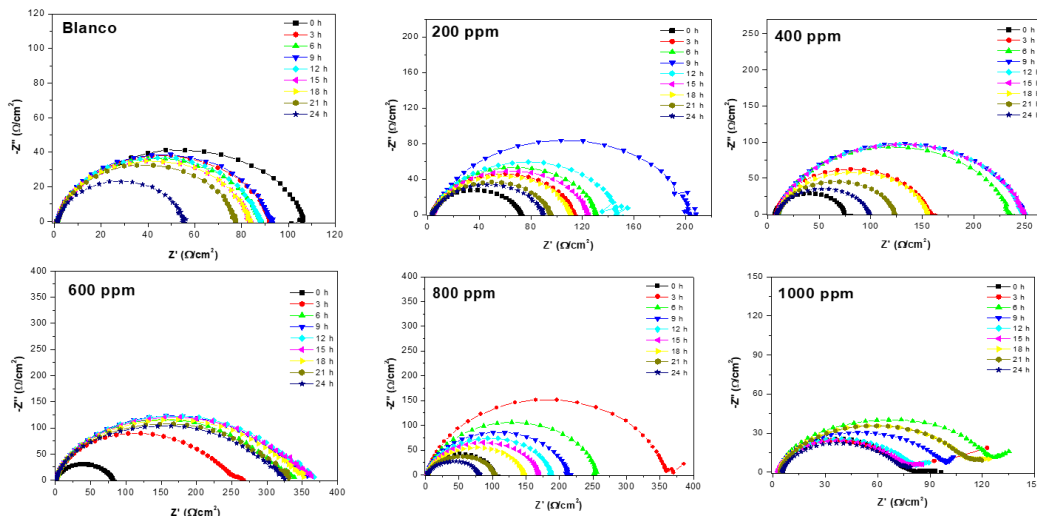 Blanco
0 h
3 h
6 h
9 h
12 h
15 h
18 h
21 h
24 h
120
100
80
60
40
20
0
-Z'' (Ω/cm²)
0 20 40 60 80 100 120
Z' (Ω/cm²)
200 ppm
0 h
3 h
6 h
9 h
12 h
15 h
18 h
21 h
24 h
200
160
120
80
40
0
-Z'' (Ω/cm²)
0 40 80 120 160 200
Z' (Ω/cm²)
400 ppm
0 h
3 h
6 h
9 h
12 h
15 h
18 h
21 h
24 h
250
200
150
100
50
0
-Z'' (Ω/cm²)
0 50 100 150 200 250
Z' (Ω/cm²)
600 ppm
0 h
3 h
6 h
9 h
12 h
15 h
18 h
21 h
24 h
400
350
300
250
200
150
100
50
0
-Z'' (Ω/cm²)
0 50 100 150 200 250 300 350 400
Z' (Ω/cm²)
800 ppm
0 h
3 h
6 h
9 h
12 h
15 h
18 h
21 h
24 h
400
350
300
250
200
150
100
50
0
-Z'' (Ω/cm²)
0 50 100 150 200 250 300 350 400
Z' (Ω/cm²)
1000 ppm
0 h
3 h
6 h
9 h
12 h
15 h
18 h
21 h
24 h
150
120
90
60
30
0
-Z'' (Ω/cm²)
0 30 60 90 120
Z' (Ω/cm²)